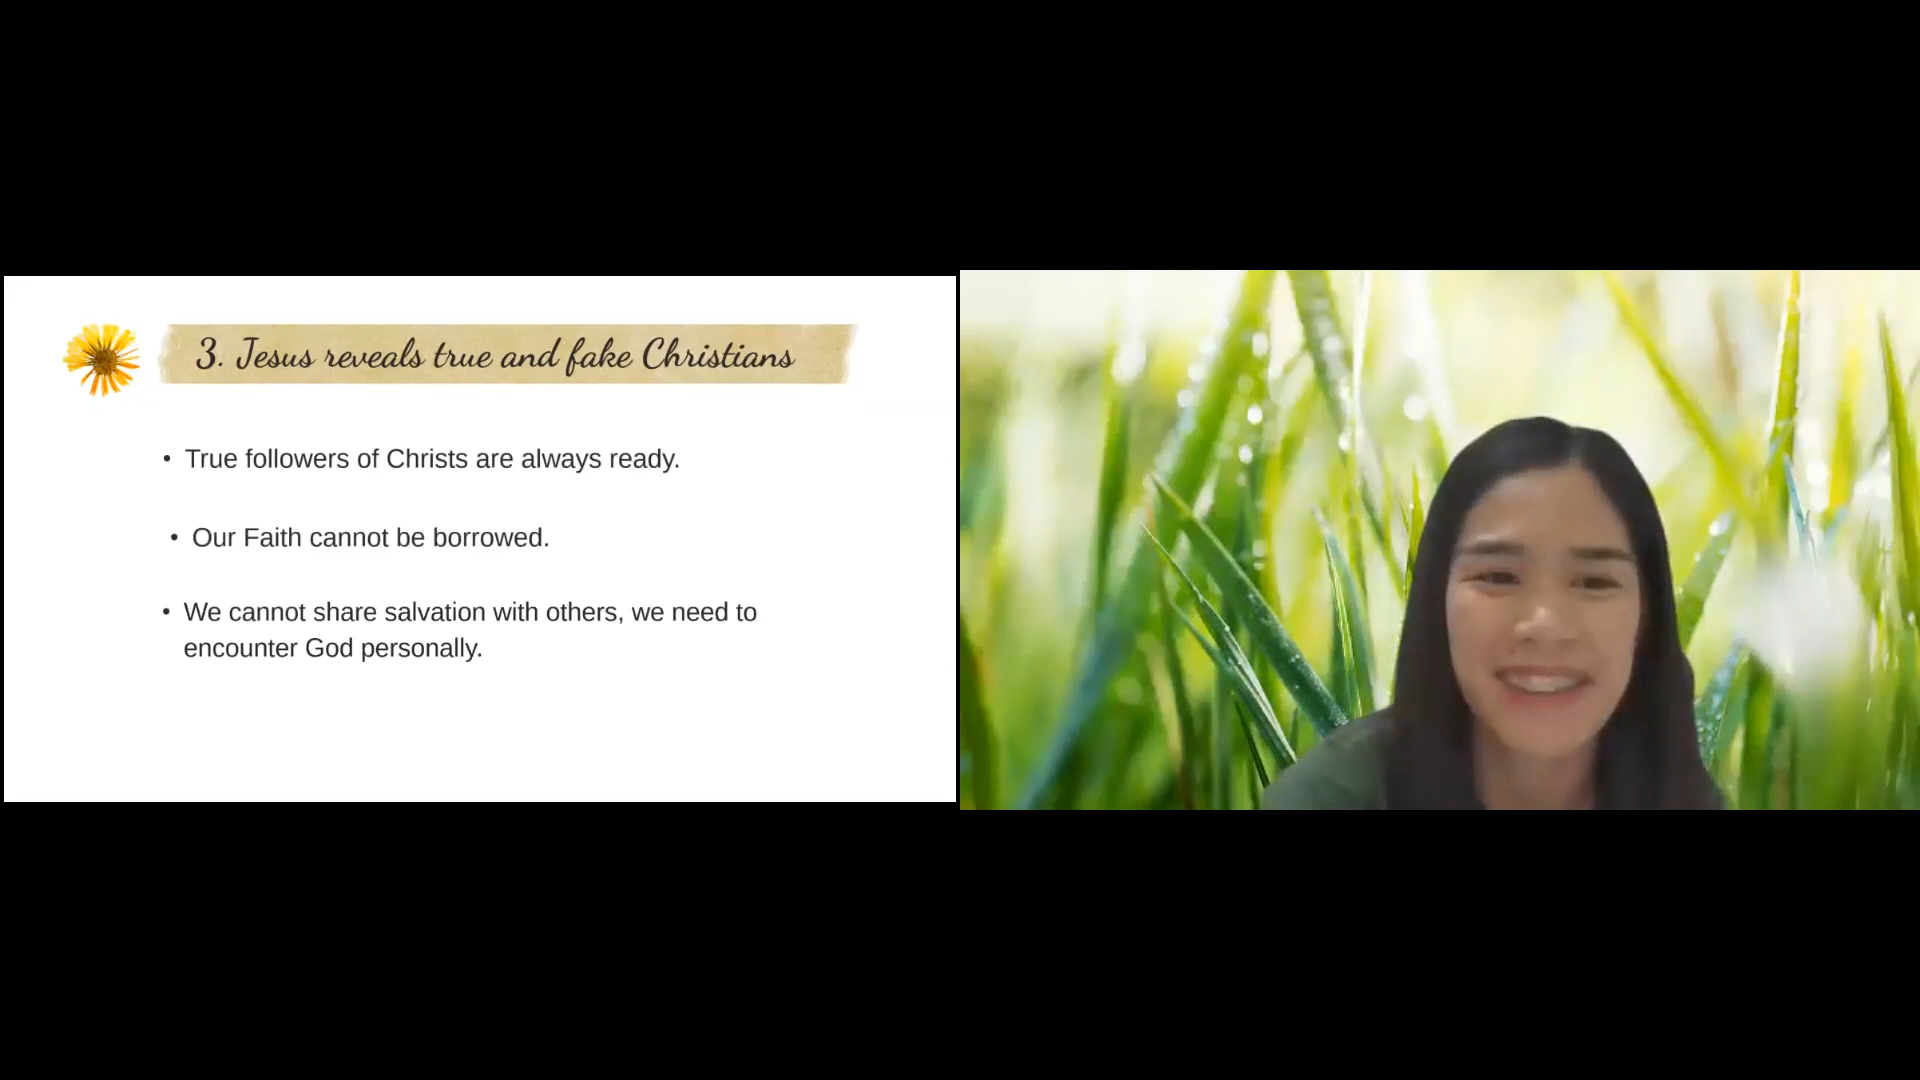 3. Jesus reveals true and fake Christians
• True followers of Christs are always ready.
• Our Faith cannot be borrowed.
• We cannot share salvation with others, we need to
encounter God personally.